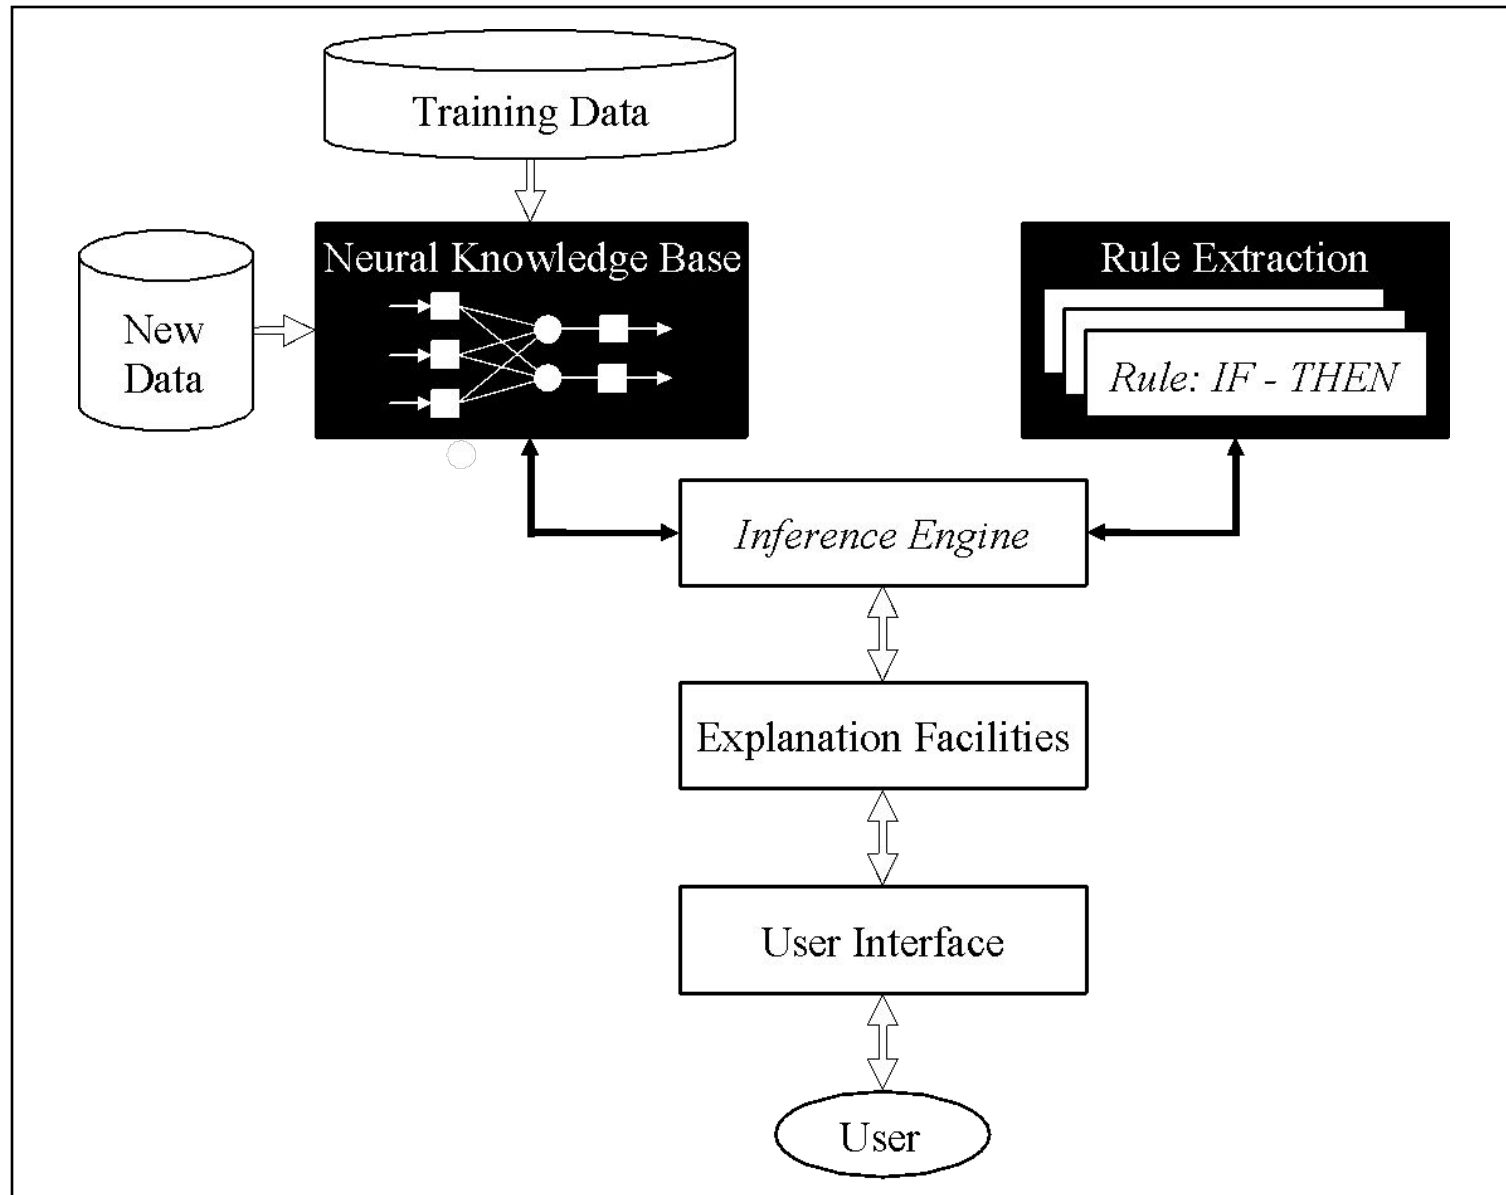 Training Data
Neural Knowledge Base
Rule Extraction
New
Data
Rule: IF - THEN
Inference Engine
Explanation Facilities
User Interface
User